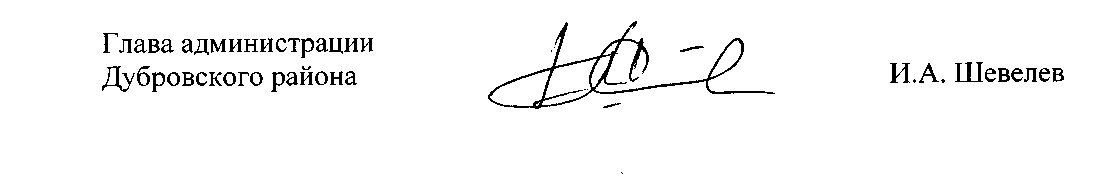 Глава администрации
Дубровского района
И.А. Шевелев